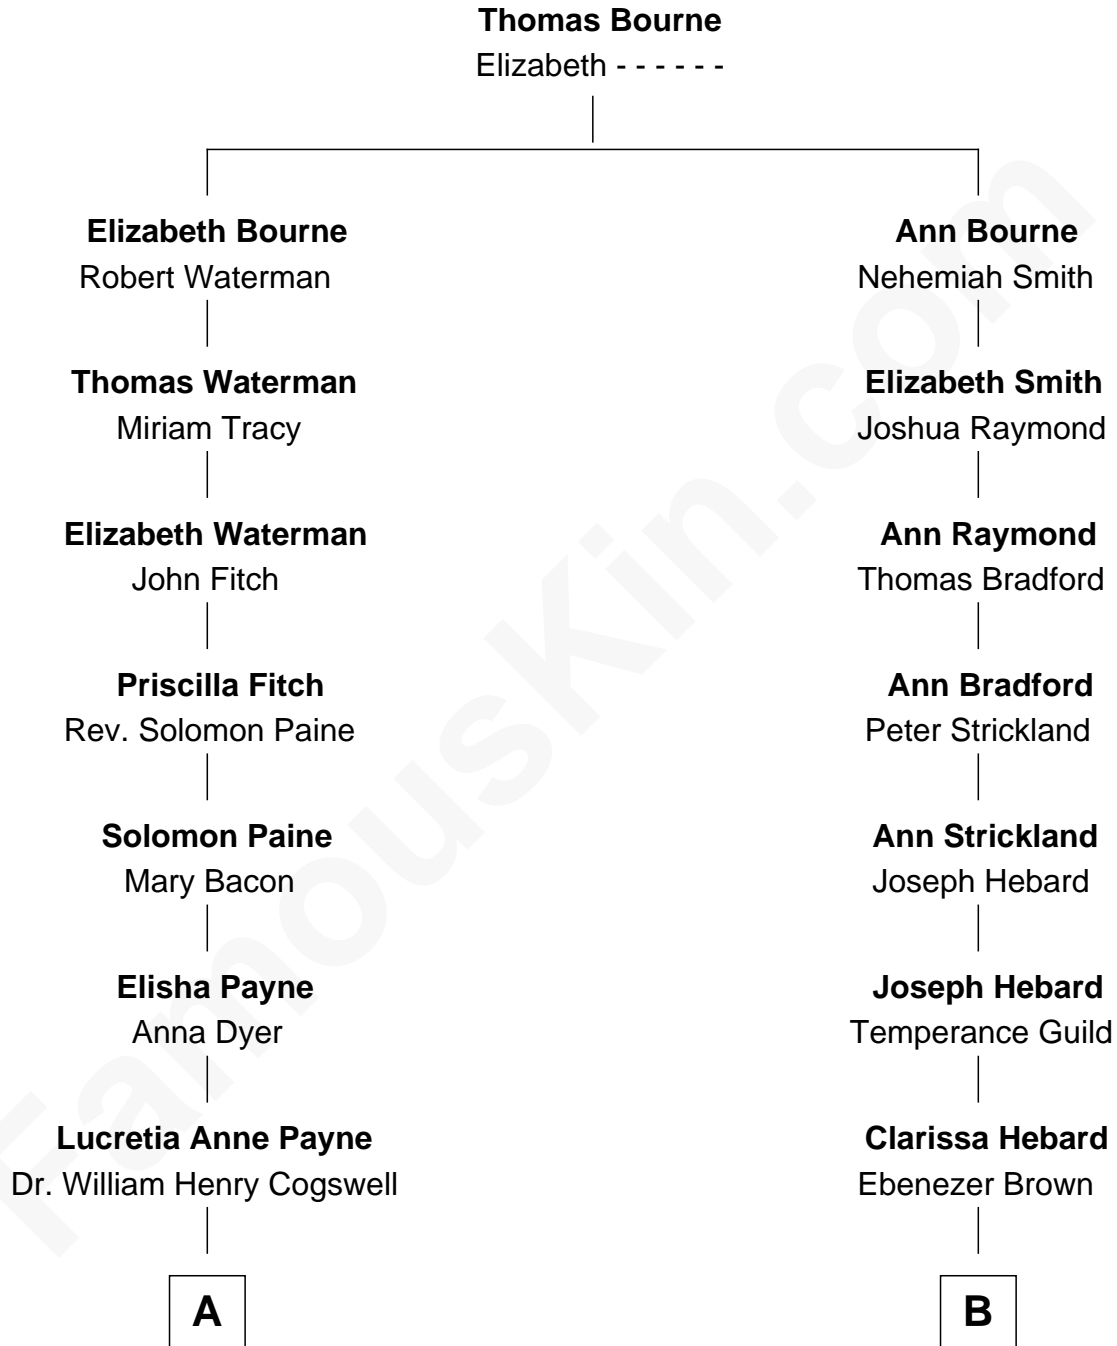 Thomas Bourne
Elizabeth - - - - - -
Elizabeth Bourne
Robert Waterman
Ann Bourne
Nehemiah Smith
Thomas Waterman
Miriam Tracy
Elizabeth Smith
Joshua Raymond
Elizabeth Waterman
John Fitch
Ann Raymond
Thomas Bradford
Priscilla Fitch
Rev. Solomon Paine
Ann Bradford
Peter Strickland
Solomon Paine
Mary Bacon
Ann Strickland
Joseph Hebard
Elisha Payne
Anna Dyer
Joseph Hebard
Temperance Guild
Lucretia Anne Payne
Dr. William Henry Cogswell
Clarissa Hebard
Ebenezer Brown
A
B
FamousKin.com